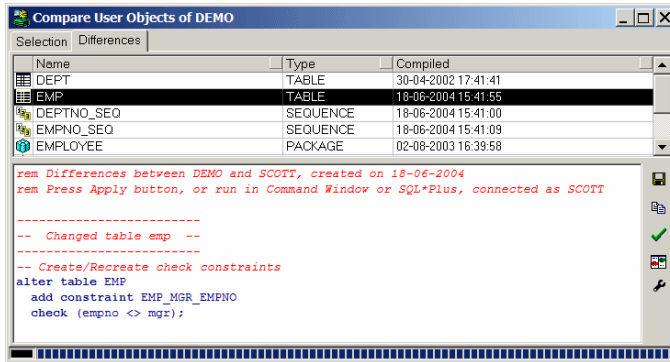 Compare User Objects of DEMO
Selection Differences
Name Type Compiled
DEPT TABLE 30-04-2002 17:41:41
EMP TABLE 18-06-2004 15:41:55
DEPTNO_SEQ SEQUENCE 18-06-2004 15:41:00
EMPNO_SEQ SEQUENCE 18-06-2004 15:41:09
EMPLOYEE PACKAGE 02-08-2003 16:39:58
rem Differences between DEMO and SCOTT, created on 18-06-2004
rem Press Apply button, or run in Command Window or SQL*Plus, connected as SCOTT
-------------------------
--  Changed table emp  --
-------------------------
-- Create/Recreate check constraints
alter table EMP
  add constraint EMP_MGR_EMPNO
  check (empno <> mgr);